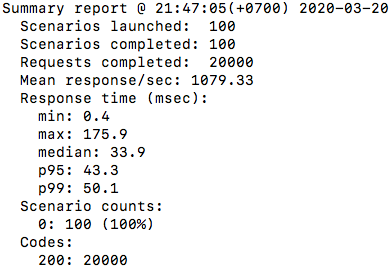 Summary report @ 21:47:05(+0700) 2020-03-20
Scenarios launched:  100
Scenarios completed: 100
Requests completed:  20000
Mean response/sec: 1079.33
Response time (msec):
min: 0.4
max: 175.9
median: 33.9
p95: 43.3
p99: 50.1
Scenario counts:
0: 100 (100%)
Codes:
200: 20000